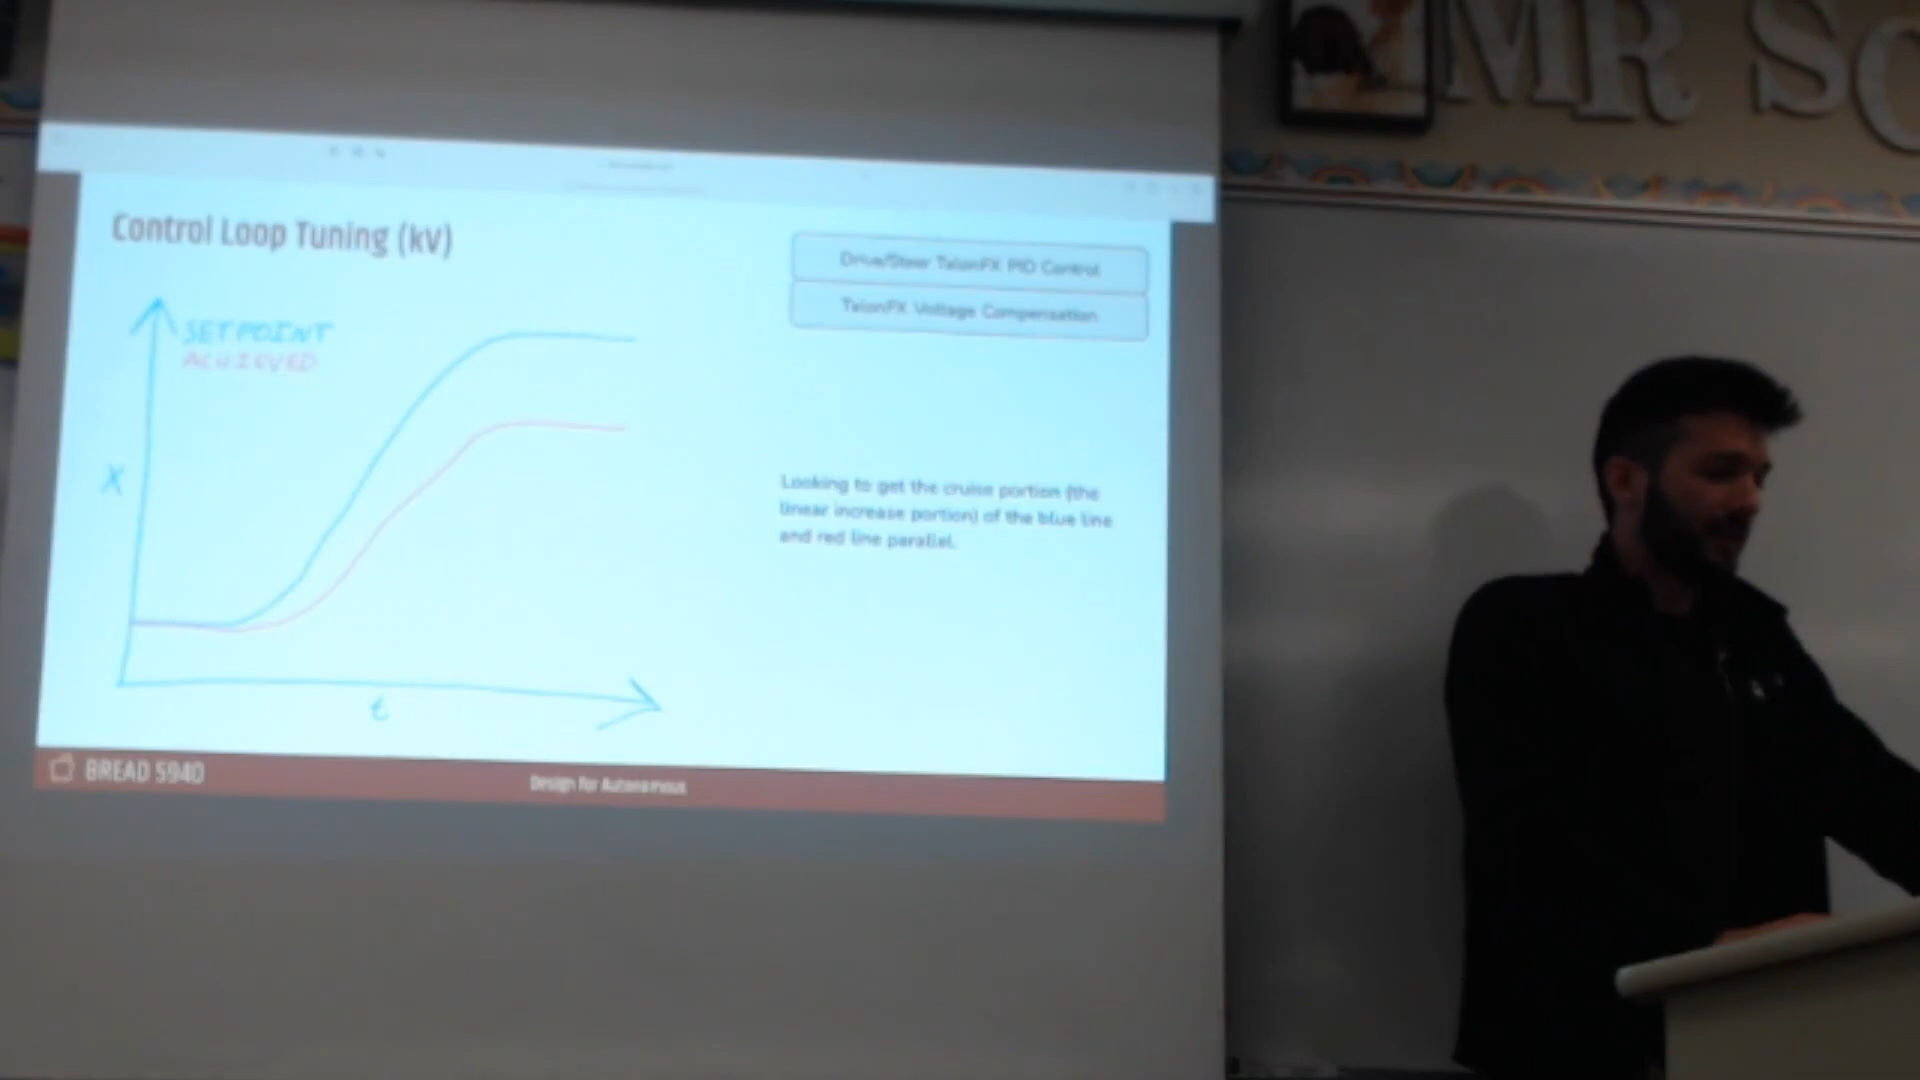 MR SC
Control Loop Tuning (kV)
Drive/Steer TalonFX PID Control
TalonFX Voltage Compensation
SETPOINT
ACHIEVED
X
Looking to get the cruise portion (the
linear increase portion) of the blue line
and red line parallel.
t
BREAD 5940
Design for Autonomous